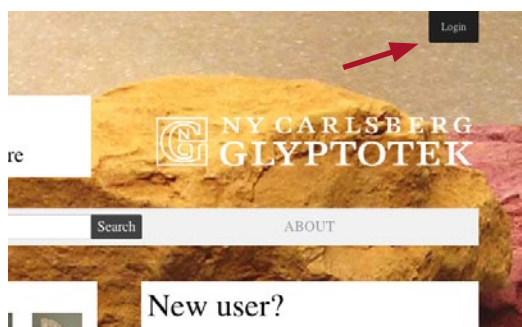 Login
NY CARLSBERG
GLYPTOTEK
re
Search
ABOUT
New user?